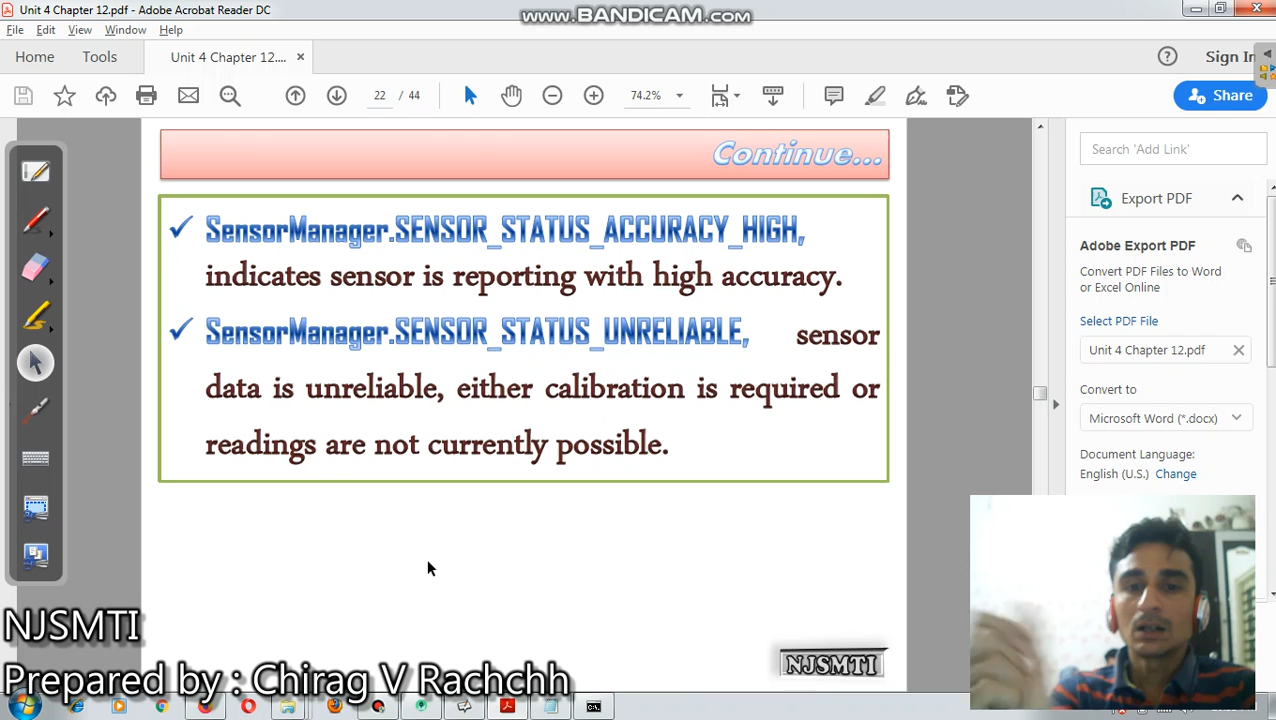 Unit 4 Chapter 12.pdf - Adobe Acrobat Reader DC
www.BANDICAM.com
File Edit View Window Help
Home Tools Unit 4 Chapter 12.... × Sign In
22 / 44 74.2% Share
Continue...
SensorManager.SENSOR_STATUS_ACCURACY_HIGH,
indicates sensor is reporting with high accuracy.
SensorManager.SENSOR_STATUS_UNRELIABLE, sensor
data is unreliable, either calibration is required or
readings are not currently possible.
NJSMTI
Search 'Add Link'
Export PDF
Adobe Export PDF
Convert PDF Files to Word
or Excel Online
Select PDF File
Unit 4 Chapter 12.pdf
Convert to
Microsoft Word (*.docx)
Document Language:
English (U.S.) Change
NJSMTI
Prepared by : Chirag V Rachchh